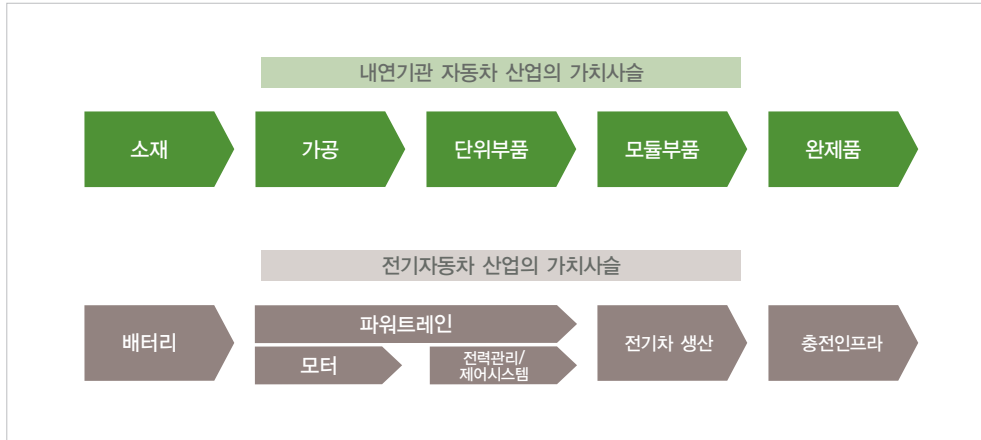 내연기관 자동차 산업의 가치사슬
소재
가공
단위부품
모듈부품
완제품
전기자동차 산업의 가치사슬
배터리
파워트레인
모터
전력관리/
제어시스템
전기차 생산
충전인프라